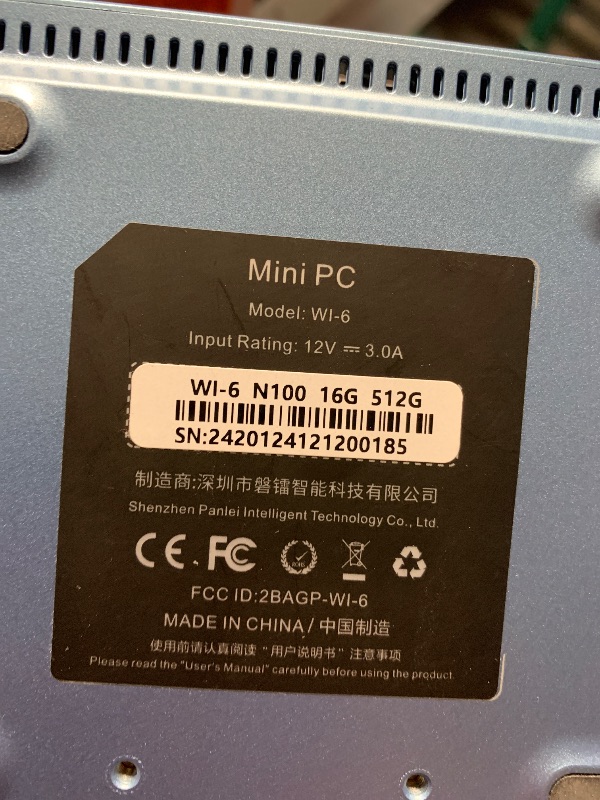 Mini PC
Model: WI-6
Input Rating: 12V ⎓ 3.0A
WI-6 N100 16G 512G
SN:2420124121200185
制造商:深圳市磐镭智能科技有限公司
Shenzhen Panlei Intelligent Technology Co., Ltd.
CE FC RoHS
FCC ID:2BAGP-WI-6
MADE IN CHINA / 中国制造
使用前请认真阅读“用户说明书”注意事项
Please read the "User's Manual" carefully before using the product.